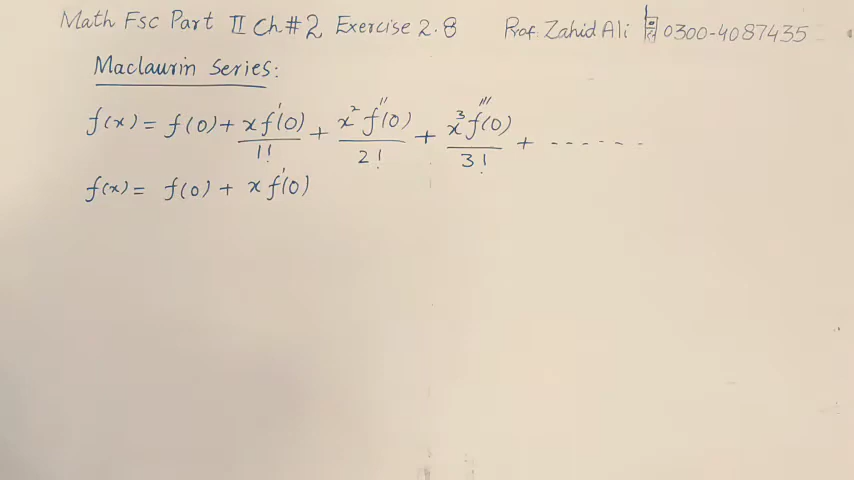 Math Fsc Part II Ch # 2 Exercise 2.8 Prof. Zahid Ali 0300-4087435
Maclaurin Series:
f(x) = f(0) + xf'(0)/1! + x²f''(0)/2! + x³f'''(0)/3! + - - - - - -
f(x) = f(0) + xf'(0)